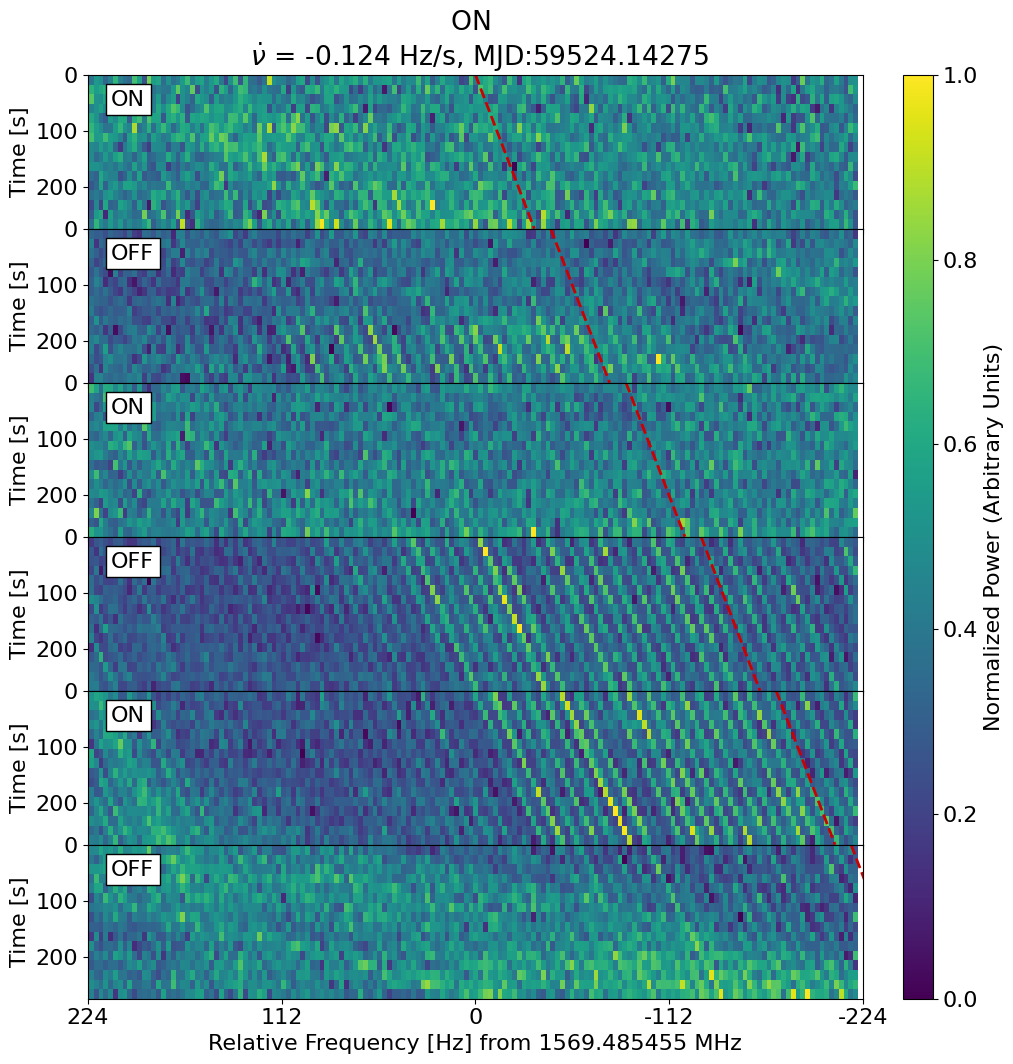 ON
ν̇ = -0.124 Hz/s, MJD:59524.14275
0
100
200
Time [s]
ON
0
100
200
Time [s]
OFF
0
100
200
Time [s]
ON
0
100
200
Time [s]
OFF
0
100
200
Time [s]
ON
0
100
200
Time [s]
OFF
224 112 0 -112 -224
Relative Frequency [Hz] from 1569.485455 MHz
1.0
0.8
0.6
0.4
0.2
0.0
Normalized Power (Arbitrary Units)